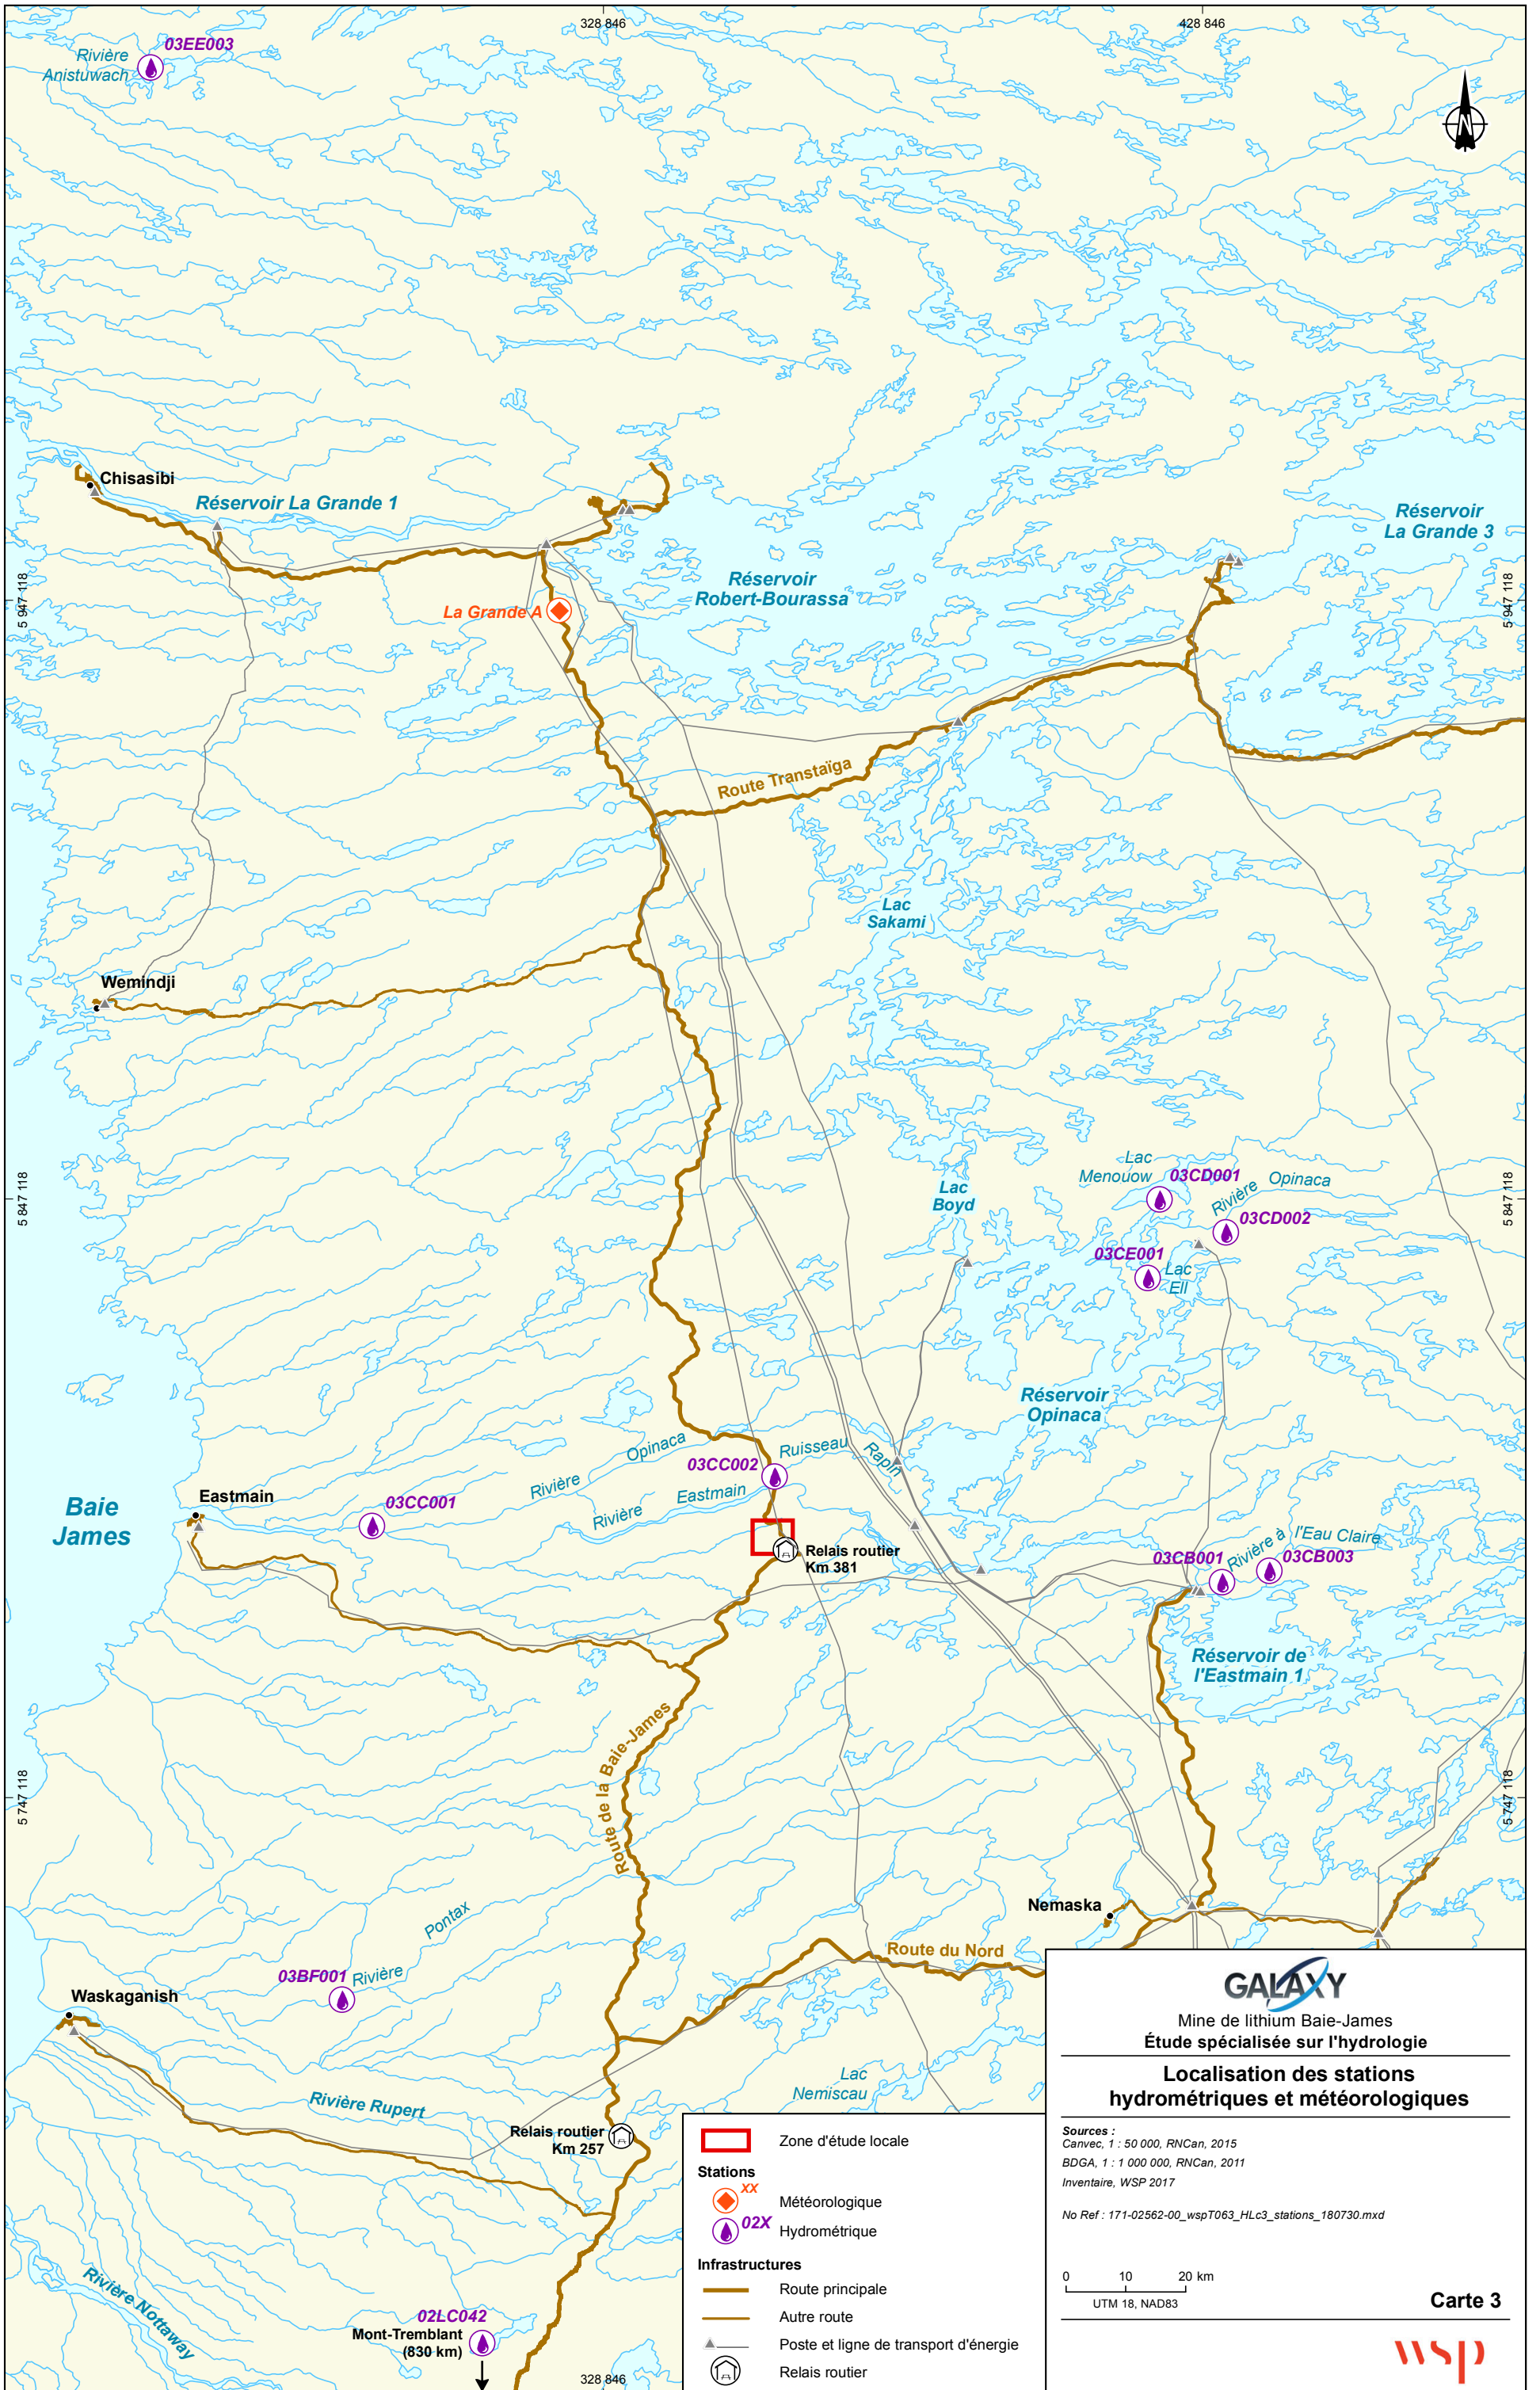 328 846
428 846
03EE003
Rivière
Anistuwach
N
Chisasibi
Réservoir La Grande 1
Réservoir
La Grande 3
Réservoir
Robert-Bourassa
La Grande A
5 947 118
5 947 118
Route Transtaïga
Lac
Sakami
Wemindji
Lac
Menouow
03CD001
Rivière
Opinaca
03CD002
Lac
Boyd
03CE001
Lac
Ell
5 847 118
5 847 118
Réservoir
Opinaca
Rivière
Opinaca
Ruisseau
Rapin
03CC002
Rivière
Eastmain
Baie
James
Eastmain
03CC001
Relais routier
Km 381
03CB001
Rivière à
l'Eau Claire
03CB003
Réservoir de
l'Eastmain 1
Route de la Baie-James
5 747 118
5 747 118
Nemaska
Route du Nord
Pontax
Rivière
03BF001
Waskaganish
Lac
Nemiscau
Rivière Rupert
Relais routier
Km 257
Rivière Nottaway
02LC042
Mont-Tremblant
(830 km)
328 846
Zone d'étude locale
Stations
XX
Météorologique
02X
Hydrométrique
Infrastructures
Route principale
Autre route
Poste et ligne de transport d'énergie
Relais routier
GALAXY
Mine de lithium Baie-James
Étude spécialisée sur l'hydrologie
Localisation des stations
hydrométriques et météorologiques
Sources :
Canvec, 1 : 50 000, RNCan, 2015
BDGA, 1 : 1 000 000, RNCan, 2011
Inventaire, WSP 2017
No Ref : 171-02562-00_wspT063_HLc3_stations_180730.mxd
0 10 20 km
UTM 18, NAD83
Carte 3
wsp